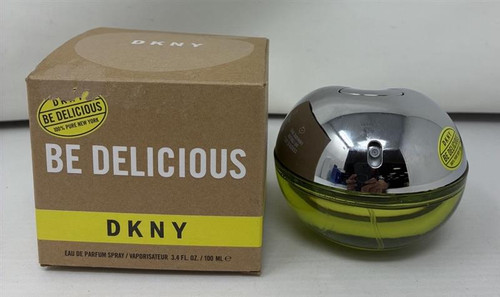 DKNY
DKNY
BE DELICIOUS
100% PURE NEW YORK
BE DELICIOUS
DKNY
EAU DE PARFUM SPRAY / VAPORISATEUR 3.4 FL. OZ. / 100 ML ℮
DKNY
BE DELICIOUS